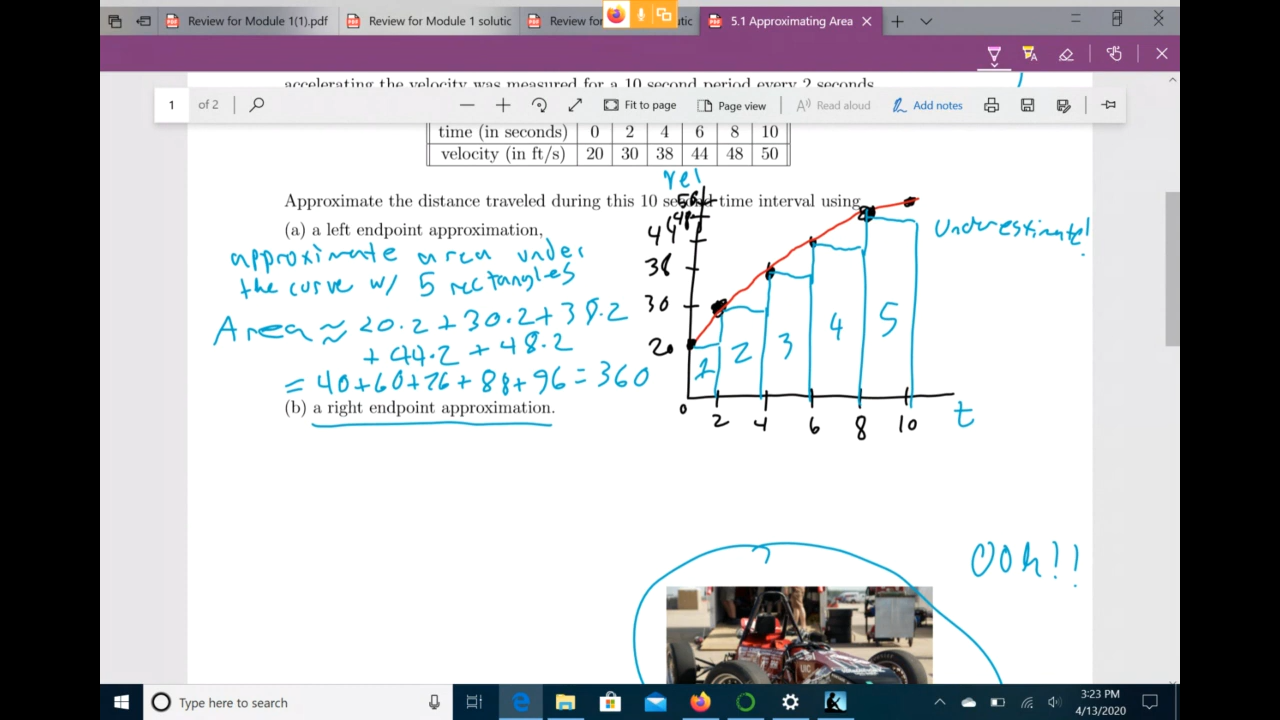 Review for Module 1(1).pdf
Review for Module 1 solutic
Review for
utic
5.1 Approximating Area
accelerating the velocity was measured for a 10 second period every 2 seconds
1 of 2
Fit to page
Page view
Read aloud
Add notes
time (in seconds) 0 2 4 6 8 10
velocity (in ft/s) 20 30 38 44 48 50
vel
Approximate the distance traveled during this 10 second time interval using
(a) a left endpoint approximation,
approximate area under
the curve w/ 5 rectangles
Area ≈ 20·2+30·2+38·2
+44·2+48·2
=40+60+76+88+96=360
(b) a right endpoint approximation.
50
48
44
38
30
20
0 2 4 6 8 10 t
1 2 3 4 5
Underestimate!
Ooh!!
UIC
Type here to search
3:23 PM
4/13/2020